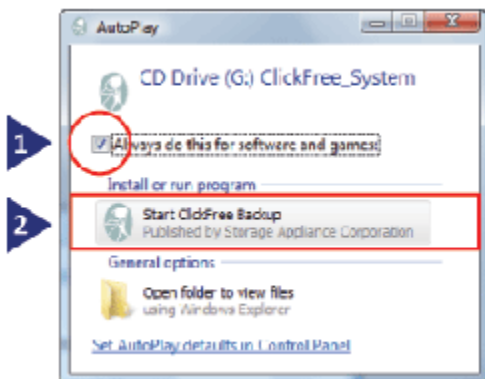 AutoPlay
CD Drive (G:) ClickFree_System
1
Always do this for software and games:
Install or run program
2
Start ClickFree Backup
Published by Storage Appliance Corporation
General options
Open folder to view files
using Windows Explorer
Set AutoPlay defaults in Control Panel